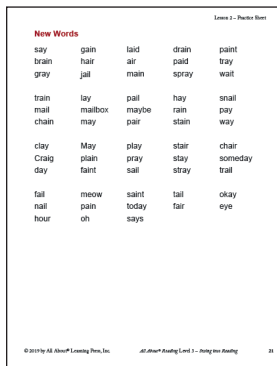 Lesson 2 – Practice Sheet
New Words
say gain laid drain paint
brain hair air paid tray
gray jail main spray wait
train lay pail hay snail
mail mailbox maybe rain pay
chain may pair stain way
clay May play stair chair
Craig plain pray stay someday
day faint sail stray trail
fail meow saint tail okay
nail pain today fair eye
hour oh says
© 2019 by All About® Learning Press, Inc. All About® Reading Level 3 – Diving into Reading 21